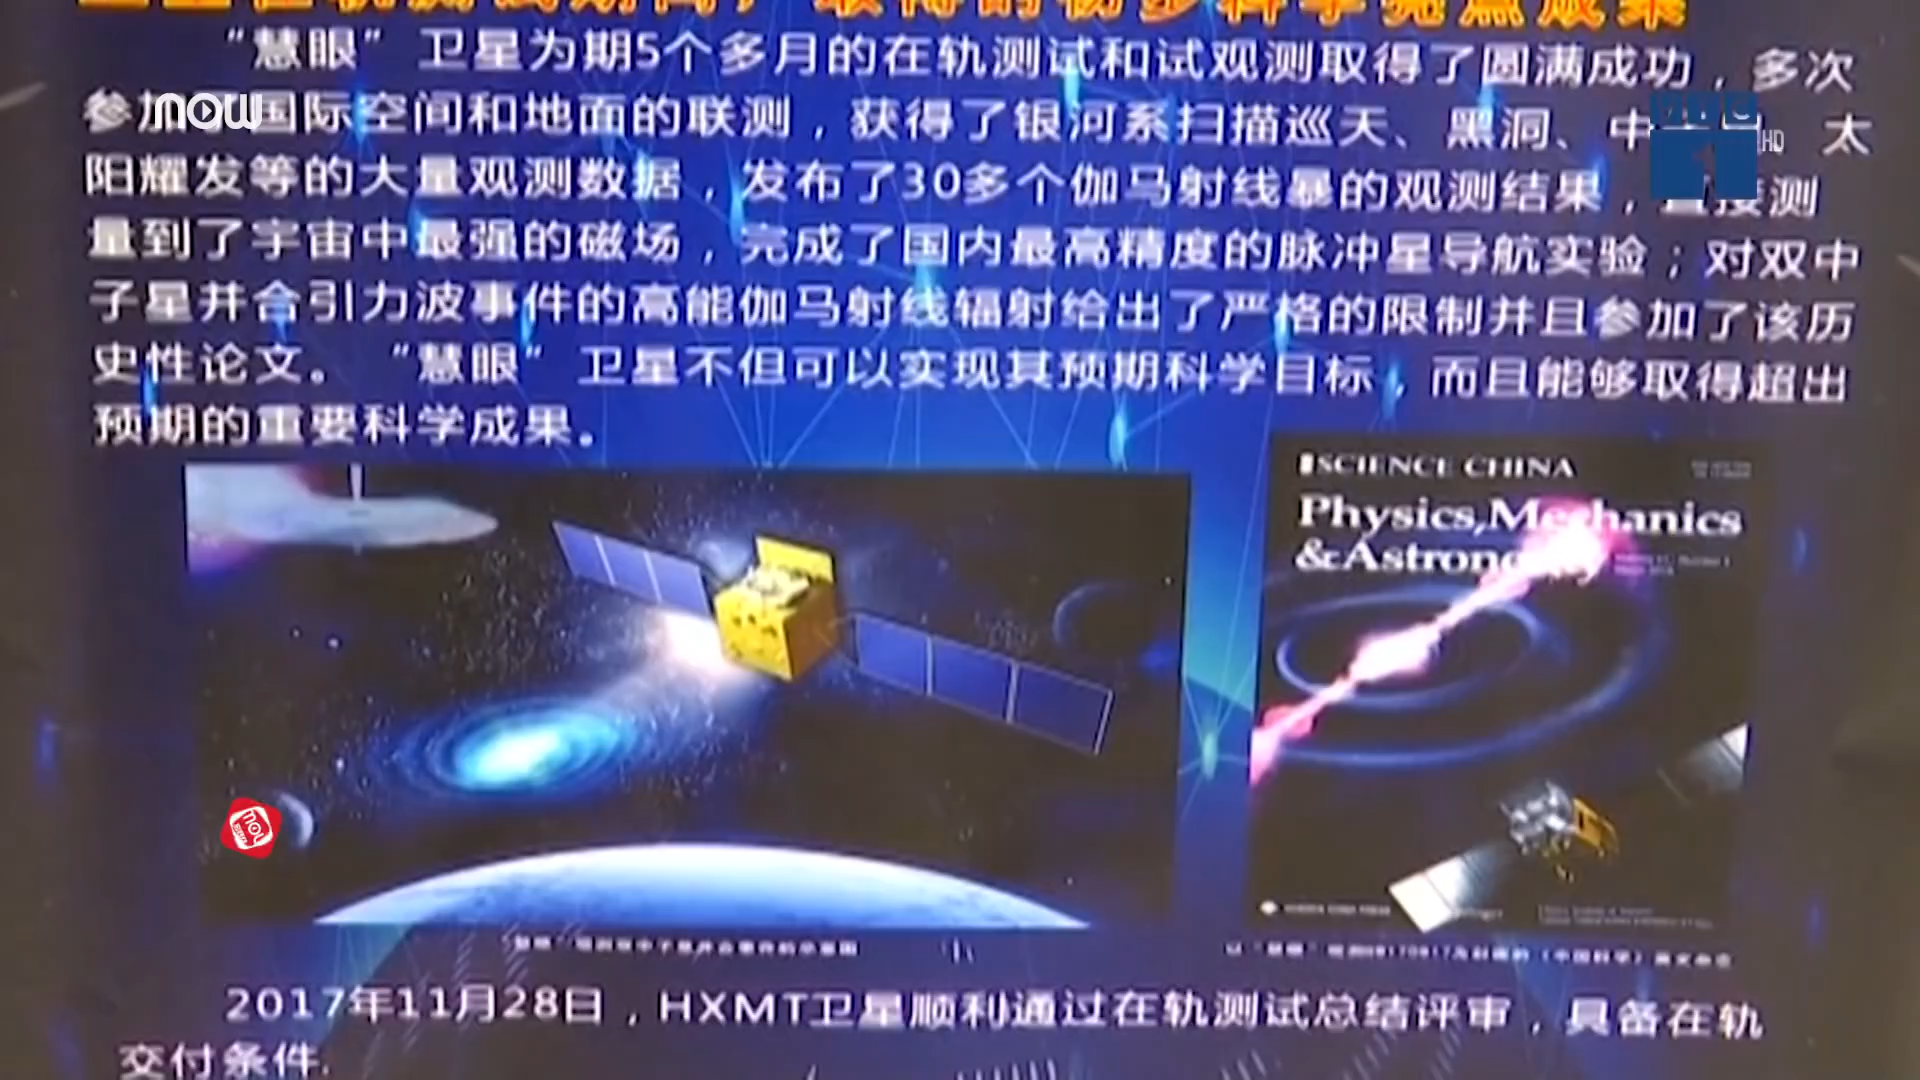 “慧眼”卫星为期5个多月的在轨测试和试观测取得了圆满成功，多次
参加 国际空间和地面的联测，获得了银河系扫描巡天、黑洞、中 、太
阳耀发等的大量观测数据，发布了30多个伽马射线暴的观测结果，直接测
量到了宇宙中最强的磁场，完成了国内最高精度的脉冲星导航实验；对双中
子星并合引力波事件的高能伽马射线辐射给出了严格的限制并且参加了该历
史性论文。“慧眼”卫星不但可以实现其预期科学目标，而且能够取得超出
预期的重要科学成果。
now
VTC
1
HD
SCIENCE CHINA
Physics, Mechanics
& Astrono
2017年11月28日，HXMT卫星顺利通过在轨测试总结评审，具备在轨
交付条件.